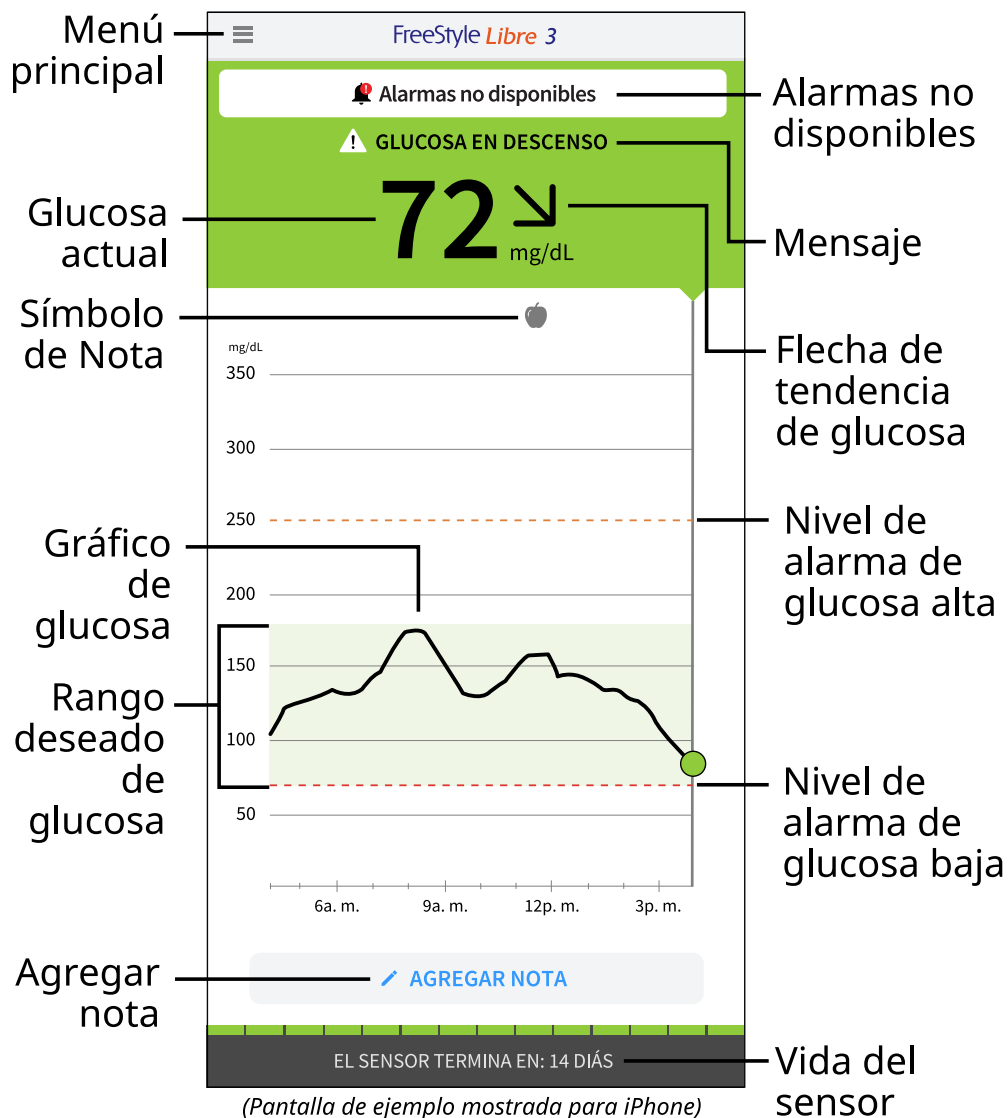 Menú
principal
FreeStyle Libre 3
Alarmas no disponibles
Alarmas no
disponibles
GLUCOSA EN DESCENSO
Mensaje
Glucosa
actual
72
mg/dL
Flecha de
tendencia
de glucosa
Símbolo
de Nota
mg/dL
350
300
250
200
150
100
50
Nivel de
alarma de
glucosa alta
Gráfico
de
glucosa
Rango
deseado
de
glucosa
Nivel de
alarma de
glucosa baja
6a. m.
9a. m.
12p. m.
3p. m.
Agregar
nota
AGREGAR NOTA
EL SENSOR TERMINA EN: 14 DIÁS
Vida del
sensor
(Pantalla de ejemplo mostrada para iPhone)